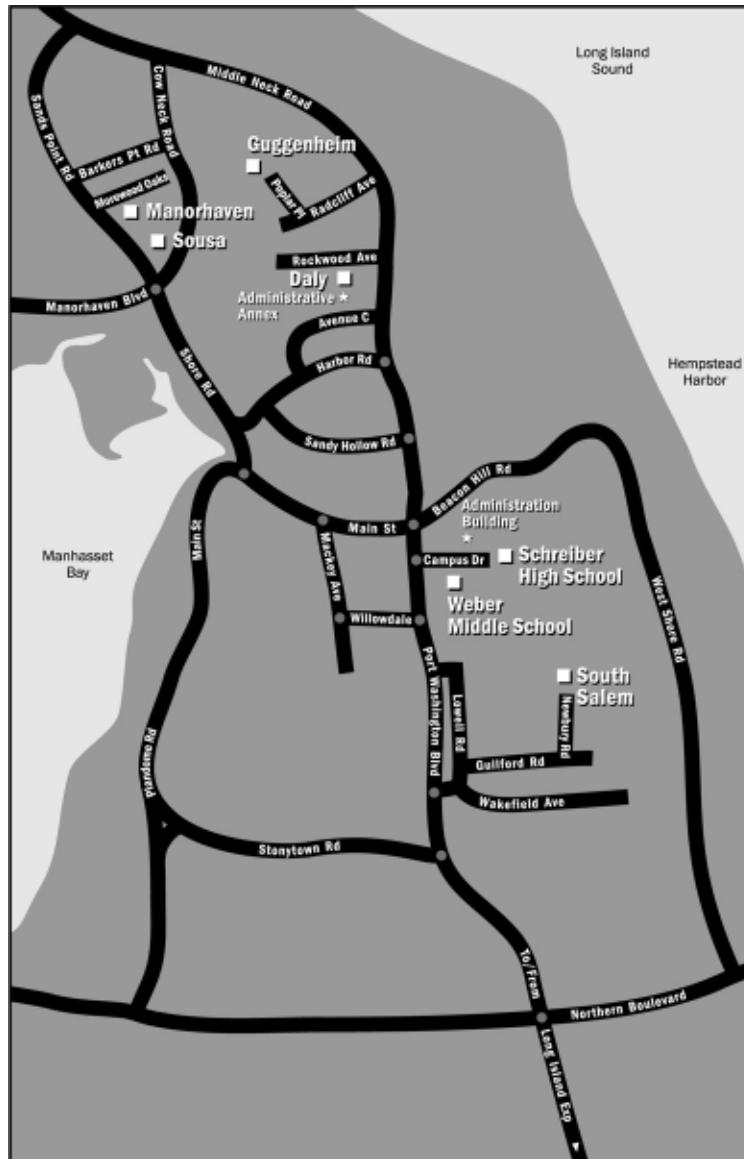 Long Island
Sound
Middle Neck Road
Cow Neck Road
Sands Point Rd
Guggenheim
Barkers Pt Rd
Morewood Oaks
Poplar Pl
Radcliff Ave
Manorhaven
Sousa
Rockwood Ave
Daly
Administrative
Annex
Manorhaven Blvd
Avenue C
Shore Rd
Harbor Rd
Hempstead
Harbor
Sandy Hollow Rd
Beacon Hill Rd
Administration
Building
Main St
Main St
Mackey Ave
Campus Dr
Schreiber
High School
Manhasset
Bay
Weber
Middle School
West Shore Rd
Willowdale
Port Washington Blvd
South
Salem
Lowell Rd
Newbury Rd
Plandome Rd
Guilford Rd
Wakefield Ave
Stonytown Rd
To/From
Northern Boulevard
Long Island Exp